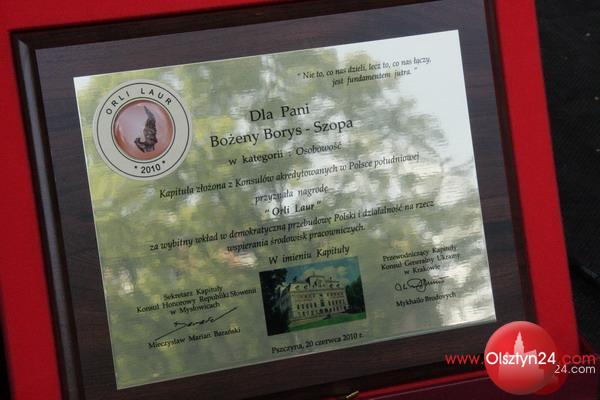 ORLI LAUR
* 2010 *
" Nie to, co nas dzieli, lecz to, co nas łączy,
jest fundamentem jutra. "
Dla Pani
Bożeny Borys - Szopa
w kategorii : Osobowość
Kapituła złożona z Konsulów akredytowanych w Polsce południowej
przyznała nagrodę
" Orli Laur "
za wybitny wkład w demokratyczną przebudowę Polski i działalność na rzecz
wspierania środowisk pracowniczych.
W imieniu Kapituły
Sekretarz Kapituły
Konsul Honorowy Republiki Słowenii
w Mysłowicach
Mieczysław Marian Barański
Przewodniczący Kapituły
Konsul Generalny Ukrainy
w Krakowie
Mykhailo Brodovych
Pszczyna, 20 czerwca 2010 r.
www.Olsztyn24.com
24.com